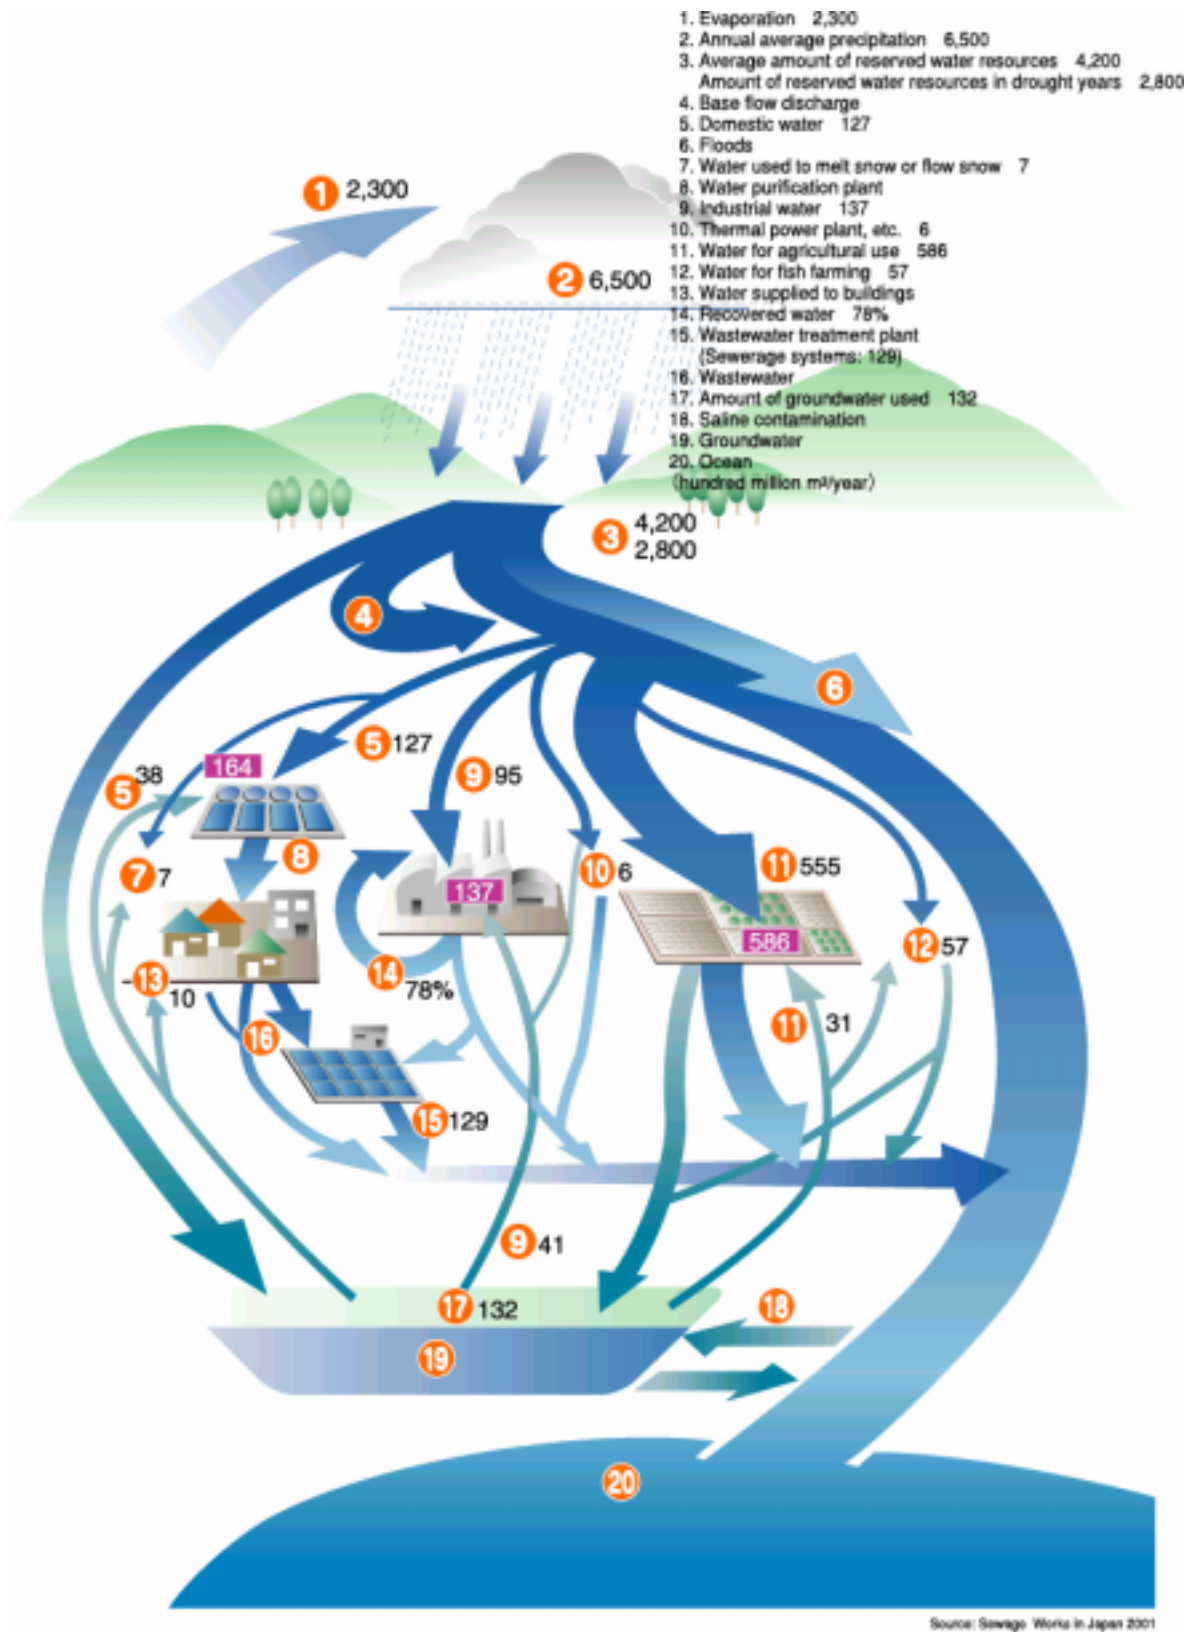 1. Evaporation 2,300
2. Annual average precipitation 6,500
3. Average amount of reserved water resources 4,200
Amount of reserved water resources in drought years 2,800
4. Base flow discharge
5. Domestic water 127
6. Floods
7. Water used to melt snow or flow snow 7
8. Water purification plant
9. Industrial water 137
10. Thermal power plant, etc. 6
11. Water for agricultural use 586
12. Water for fish farming 57
13. Water supplied to buildings
14. Recovered water 78%
15. Wastewater treatment plant
(Sewerage systems: 129)
16. Wastewater
17. Amount of groundwater used 132
18. Saline contamination
19. Groundwater
20. Ocean
(hundred million m³/year)
1 2,300
2 6,500
3 4,200
2,800
4
6
5 127
164
9 95
5 38
8
7 7
137
10 6
11 555
586
12 57
14 78%
13 10
16
11 31
15 129
9 41
17 132
18
19
20
Source: Sewage Works in Japan 2001